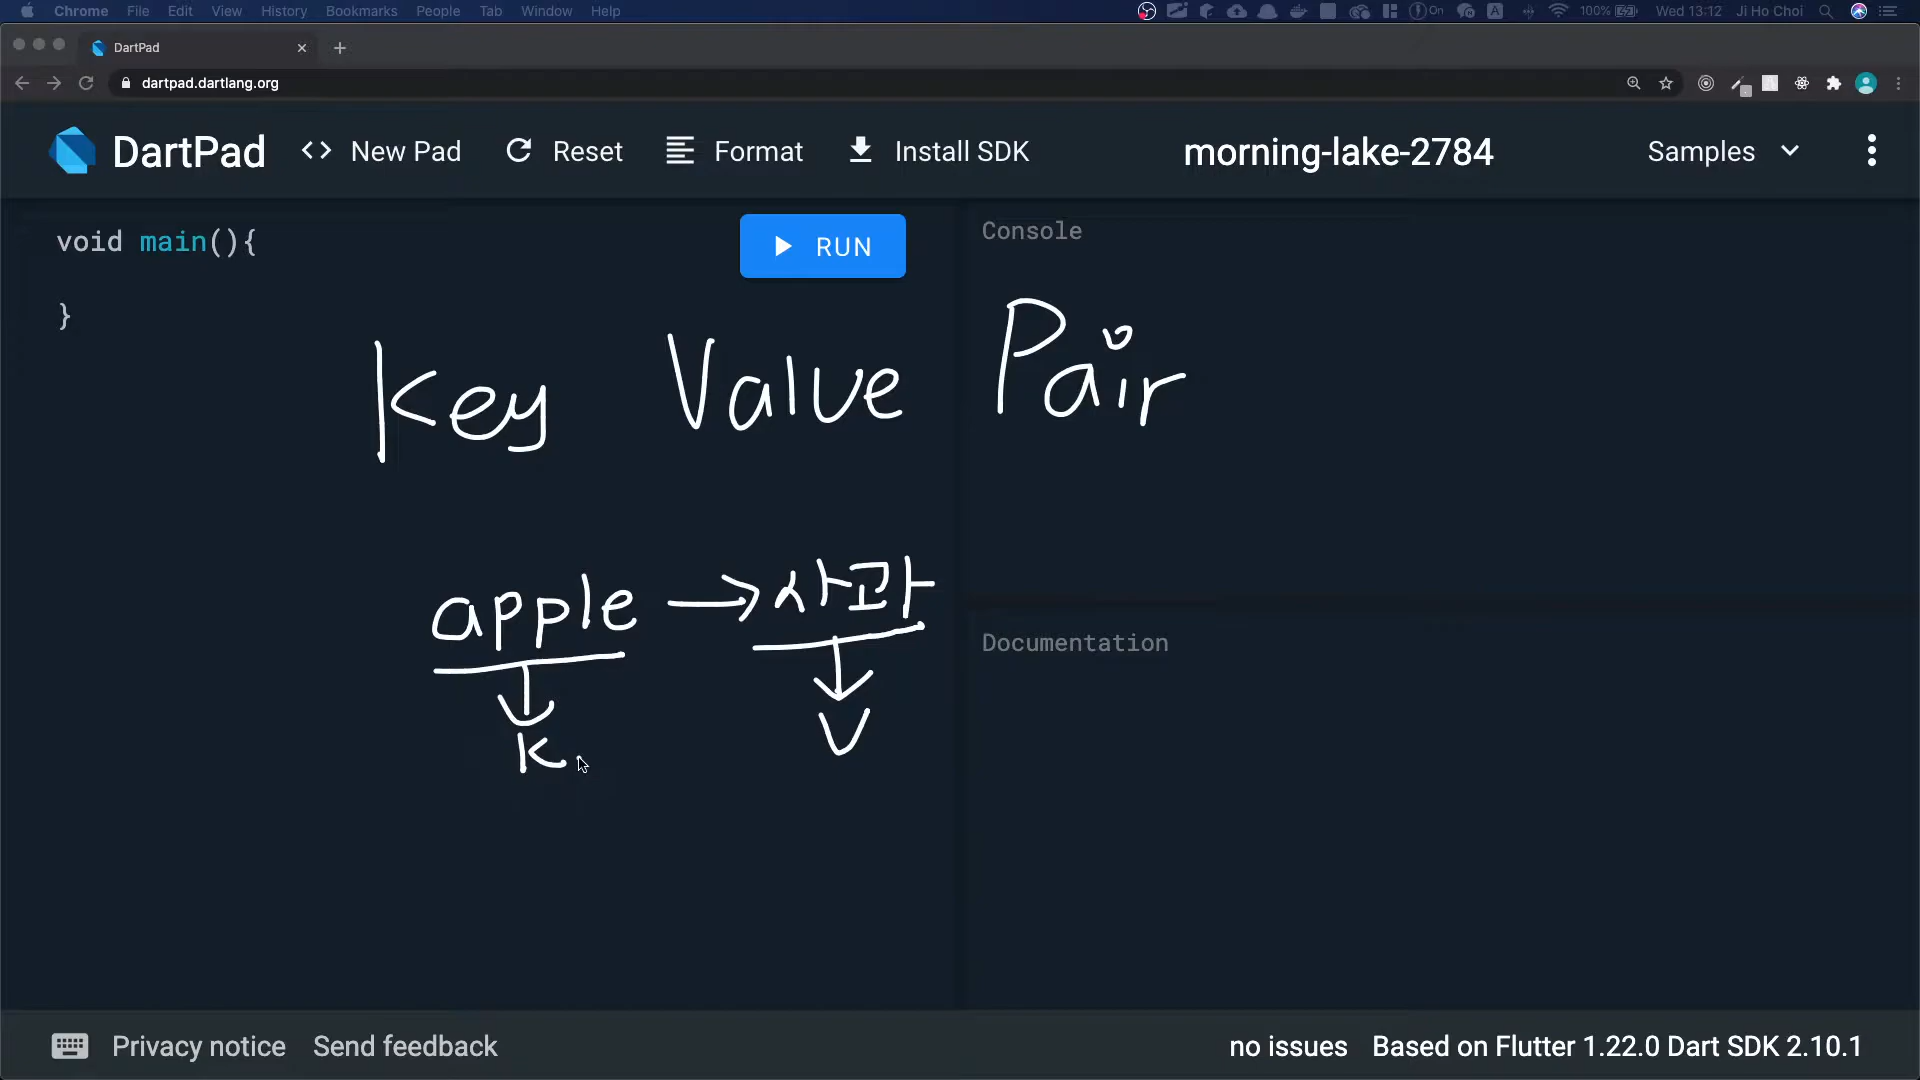 Chrome File Edit View History Bookmarks People Tab Window Help On 100% Wed 13:12 Ji Ho Choi
DartPad
dartpad.dartlang.org
DartPad <> New Pad Reset Format Install SDK morning-lake-2784 Samples
void main(){
RUN
Console
}
Key Value Pair
apple → 사과
K V
Documentation
Privacy notice Send feedback no issues Based on Flutter 1.22.0 Dart SDK 2.10.1